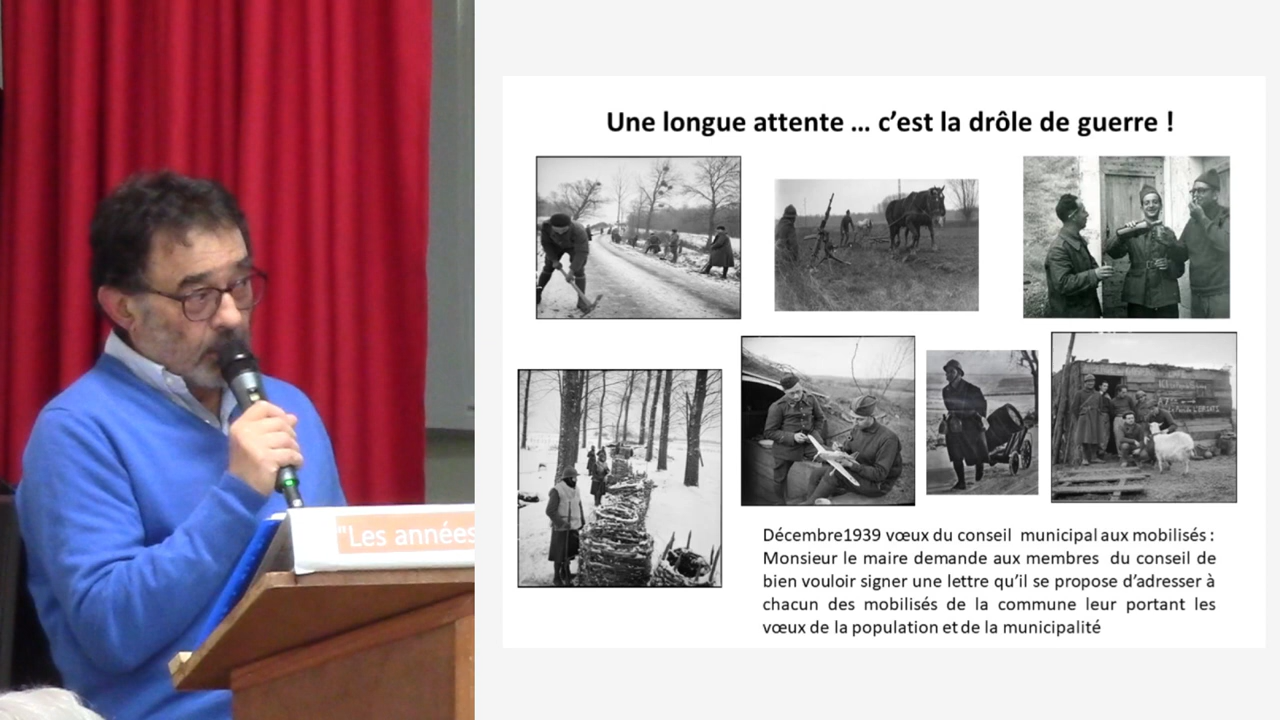 "Les années
Une longue attente ... c'est la drôle de guerre !
Décembre1939 vœux du conseil municipal aux mobilisés :
Monsieur le maire demande aux membres du conseil de
bien vouloir signer une lettre qu'il se propose d'adresser à
chacun des mobilisés de la commune leur portant les
vœux de la population et de la municipalité